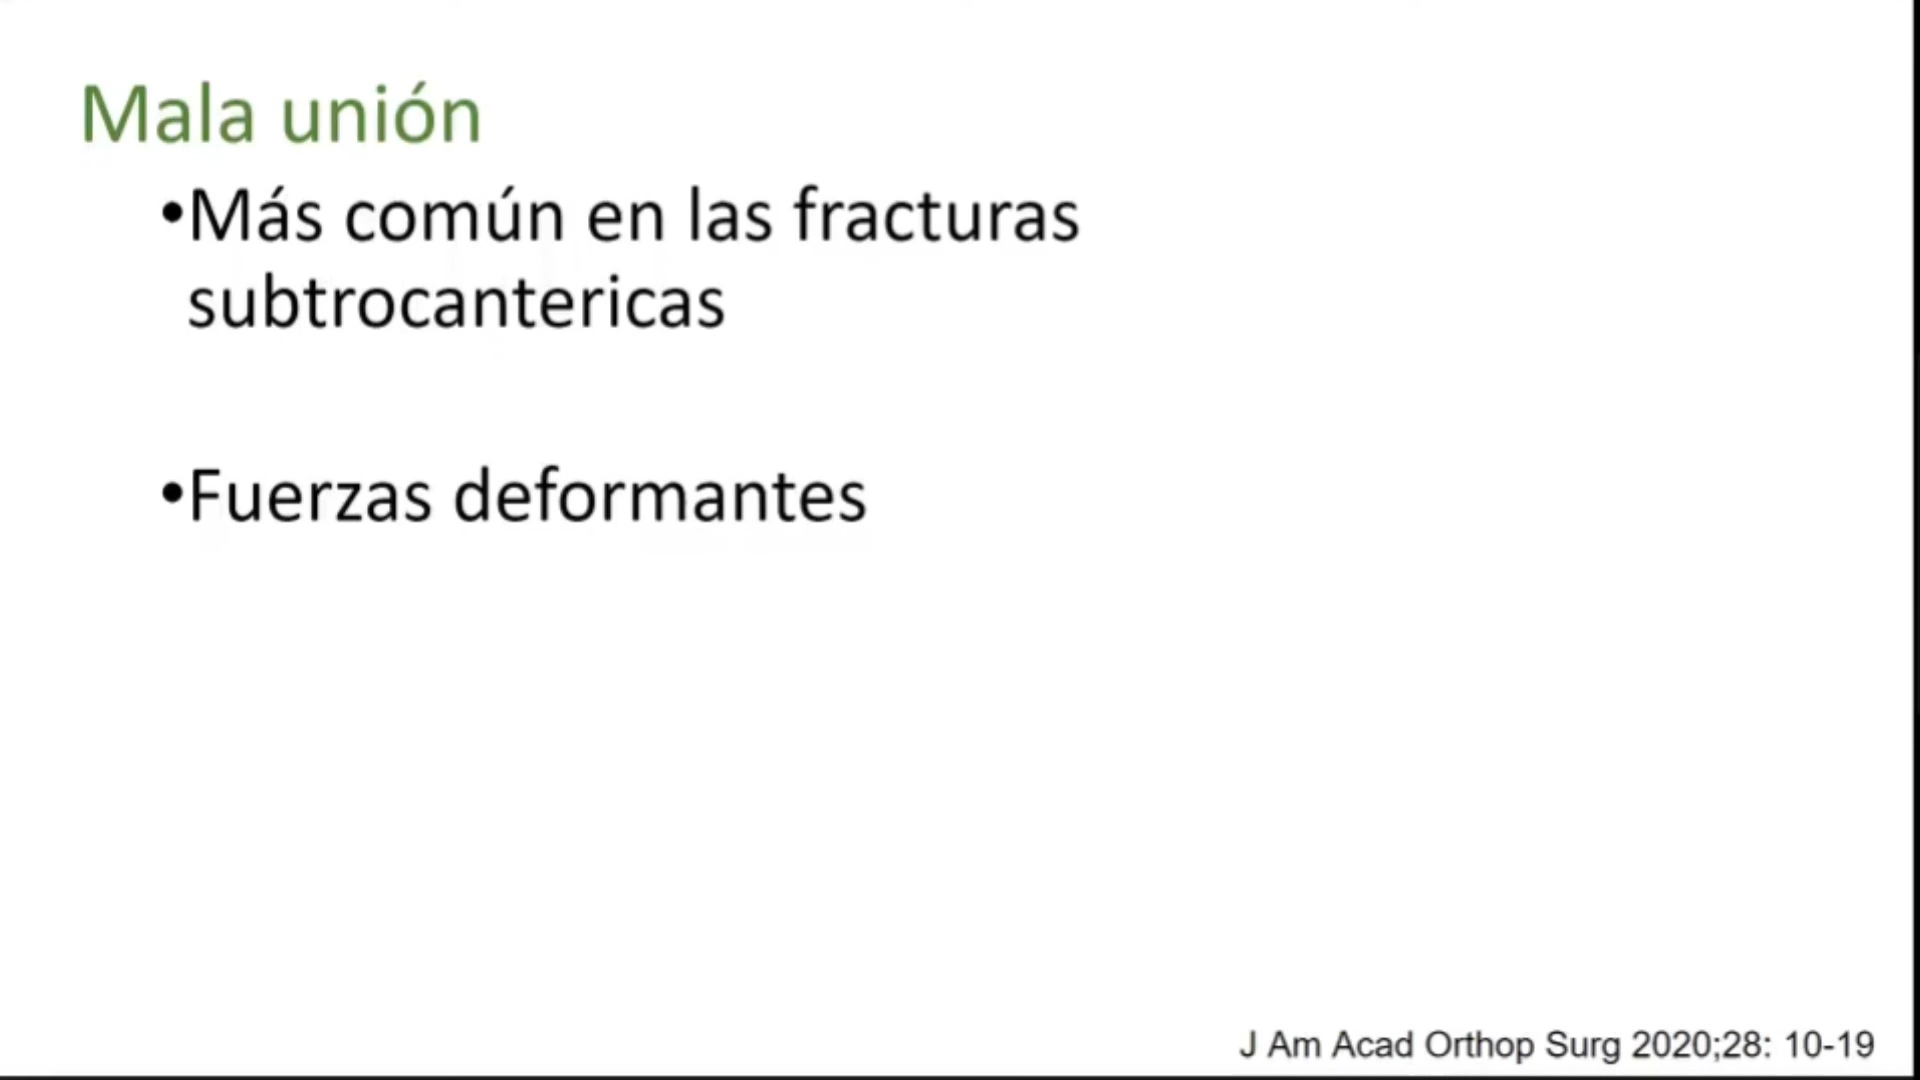 Mala unión
•Más común en las fracturas
subtrocantericas
•Fuerzas deformantes
J Am Acad Orthop Surg 2020;28: 10-19